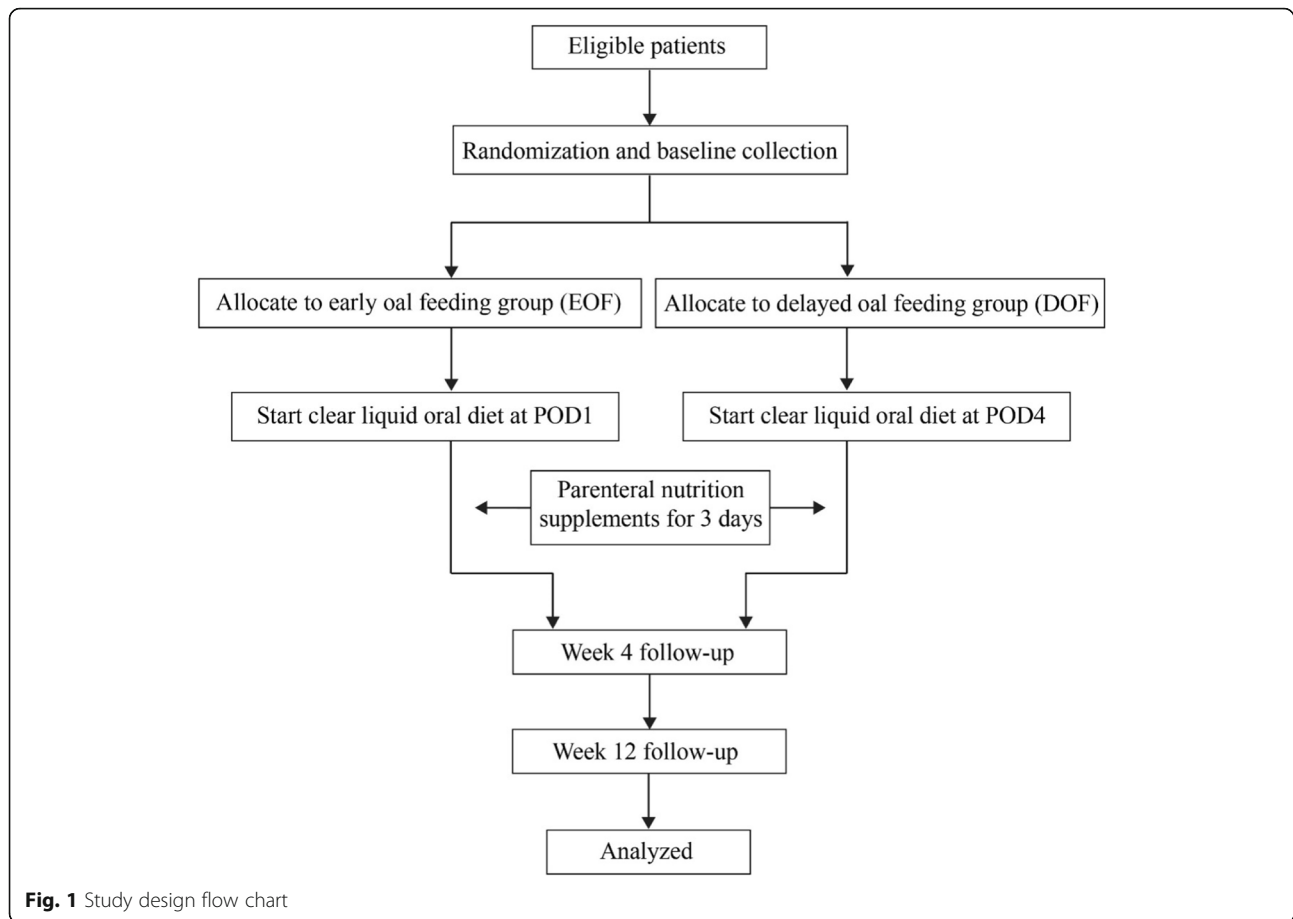 Eligible patients
Randomization and baseline collection
Allocate to early oal feeding group (EOF)
Allocate to delayed oal feeding group (DOF)
Start clear liquid oral diet at POD1
Start clear liquid oral diet at POD4
Parenteral nutrition
supplements for 3 days
Week 4 follow-up
Week 12 follow-up
Analyzed
Fig. 1 Study design flow chart